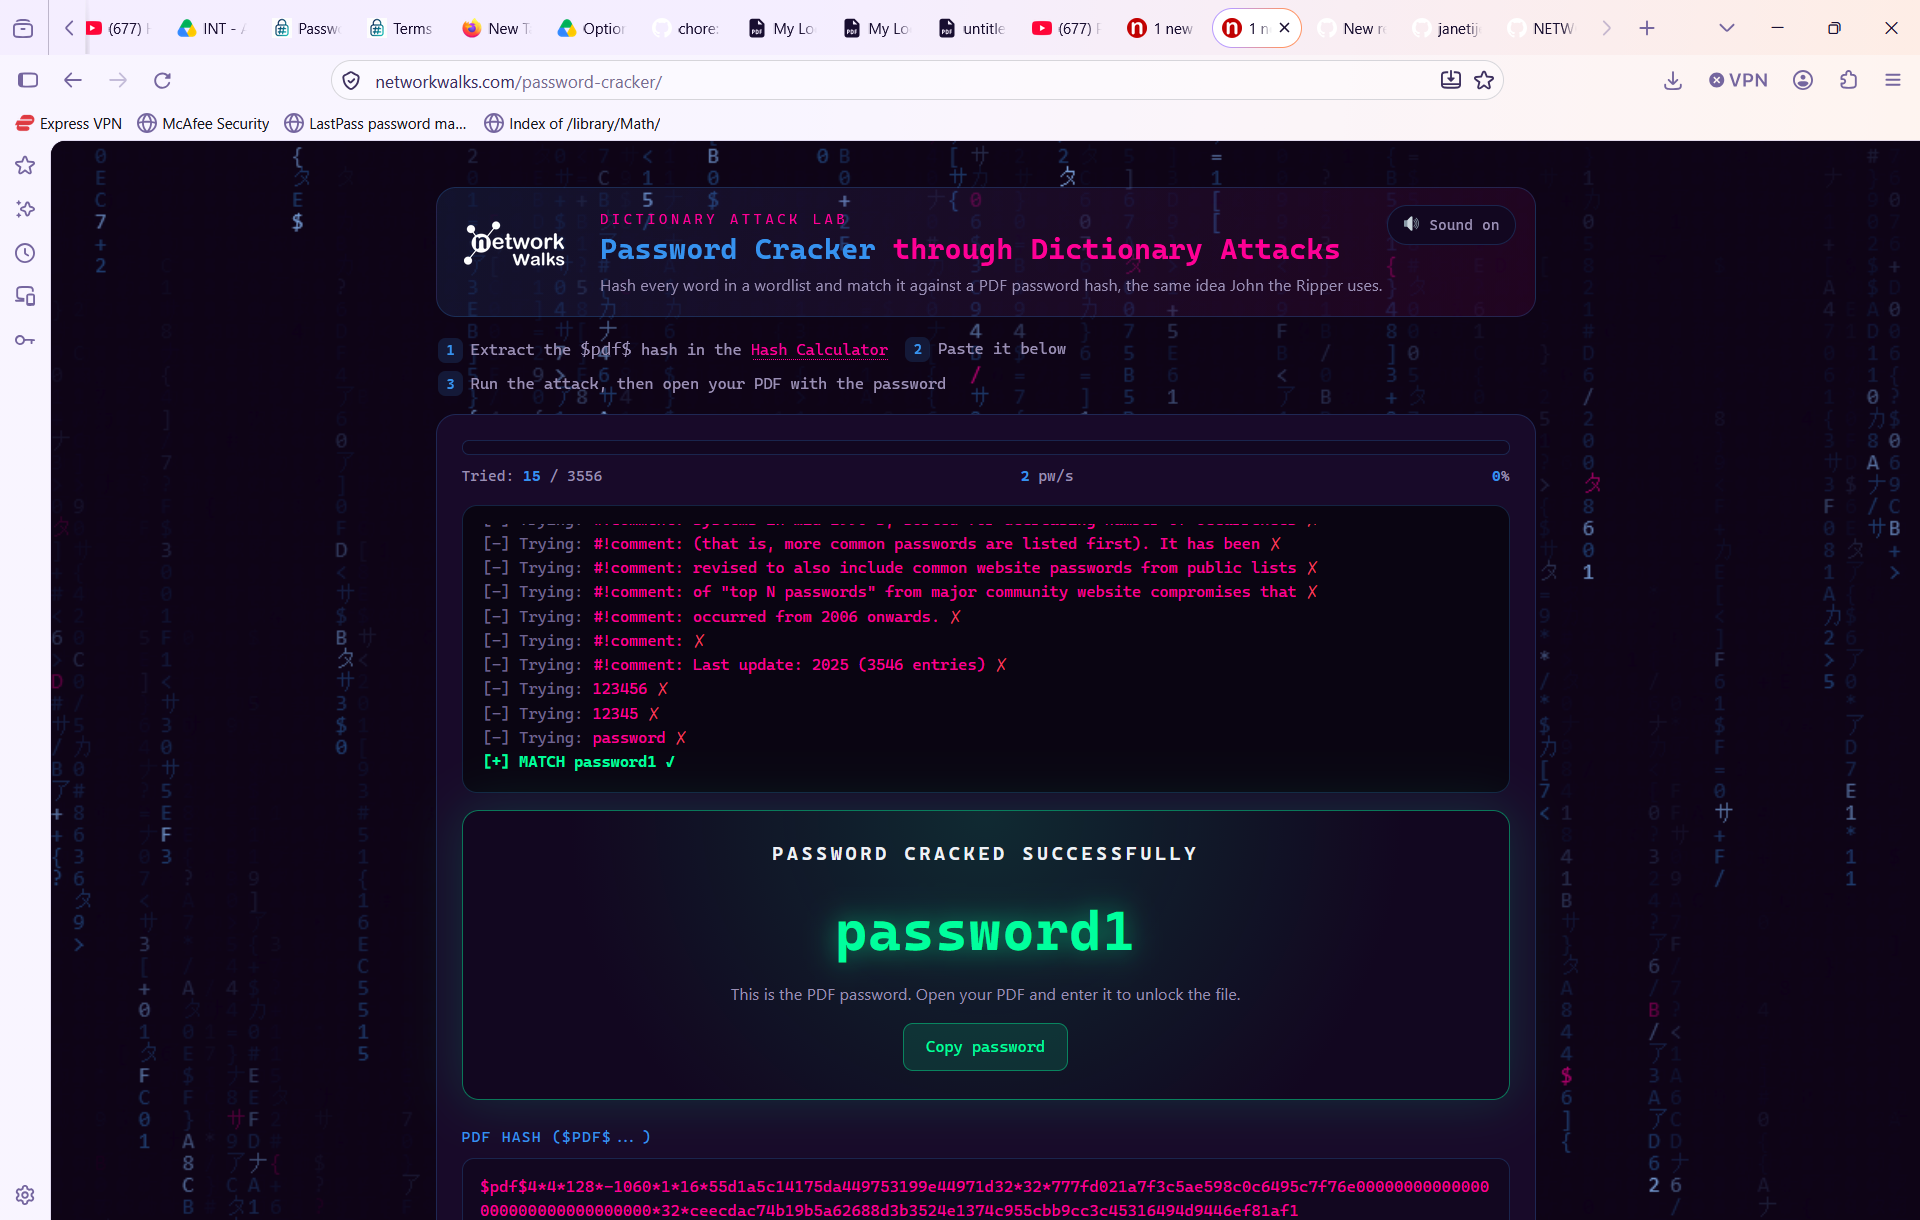 (677)
INT -
Passw
Terms
New T
Option
chore:
My Lo
My Lo
untitle
(677)
1 new
1 n
New r
janetij
NETW
networkwalks.com/password-cracker/
VPN
Express VPN
McAfee Security
LastPass password ma...
Index of /library/Math/
network
Walks
DICTIONARY ATTACK LAB
Password Cracker through Dictionary Attacks
Hash every word in a wordlist and match it against a PDF password hash, the same idea John the Ripper uses.
Sound on
1 Extract the $pdf$ hash in the Hash Calculator 2 Paste it below
3 Run the attack, then open your PDF with the password
Tried: 15 / 3556
2 pw/s
0%
[-] Trying: #!comment: (that is, more common passwords are listed first). It has been ✗
[-] Trying: #!comment: revised to also include common website passwords from public lists ✗
[-] Trying: #!comment: of "top N passwords" from major community website compromises that ✗
[-] Trying: #!comment: occurred from 2006 onwards. ✗
[-] Trying: #!comment: ✗
[-] Trying: #!comment: Last update: 2025 (3546 entries) ✗
[-] Trying: 123456 ✗
[-] Trying: 12345 ✗
[-] Trying: password ✗
[+] MATCH password1 ✓
PASSWORD CRACKED SUCCESSFULLY
password1
This is the PDF password. Open your PDF and enter it to unlock the file.
Copy password
PDF HASH ($PDF$...)
$pdf$4*4*128*-1060*1*16*55d1a5c14175da449753199e44971d32*32*777fd021a7f3c5ae598c0c6495c7f76e00000000000000
000000000000000000*32*ceecdac74b19b5a62688d3b3524e1374c955cbb9cc3c45316494d9446ef81af1